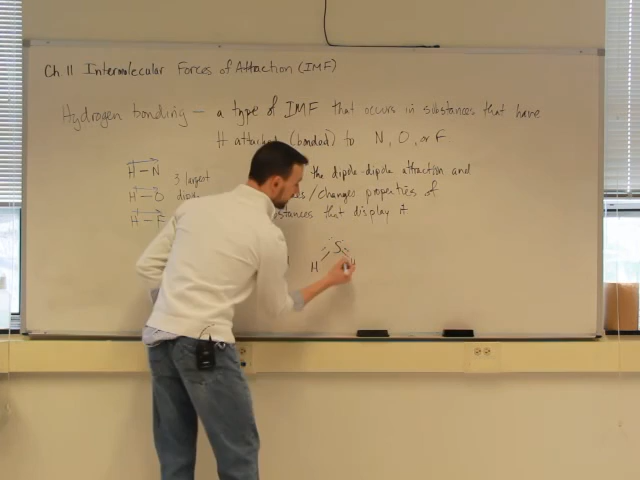 Ch 11 Intermolecular Forces of Attraction (IMF)
Hydrogen bonding — a type of IMF that occurs in substances that have
H attached (bonded) to N, O, or F
H—N 3 largest the dipole-dipole attraction and
H—O /changes properties of
H—F that display it
S
H H